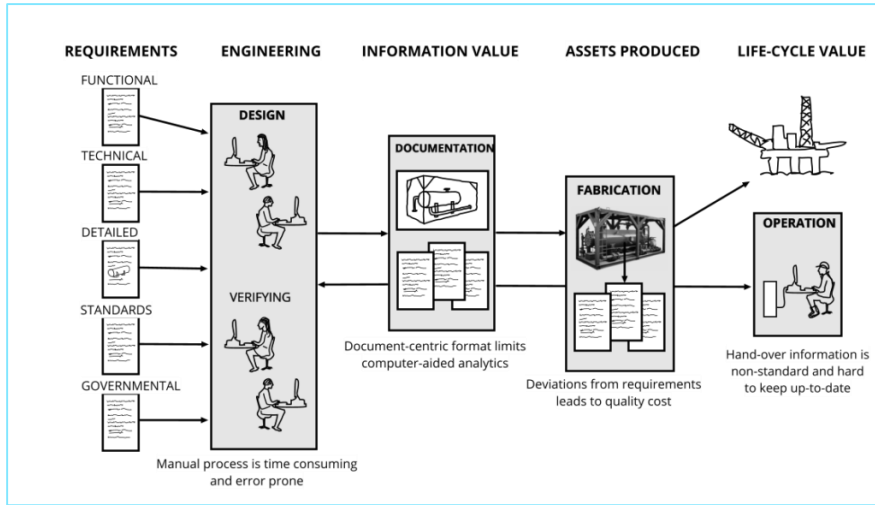 REQUIREMENTS
ENGINEERING
INFORMATION VALUE
ASSETS PRODUCED
LIFE-CYCLE VALUE
FUNCTIONAL
TECHNICAL
DETAILED
STANDARDS
GOVERNMENTAL
DESIGN
VERIFYING
Manual process is time consuming
and error prone
DOCUMENTATION
Document-centric format limits
computer-aided analytics
FABRICATION
Deviations from requirements
leads to quality cost
OPERATION
Hand-over information is
non-standard and hard
to keep up-to-date